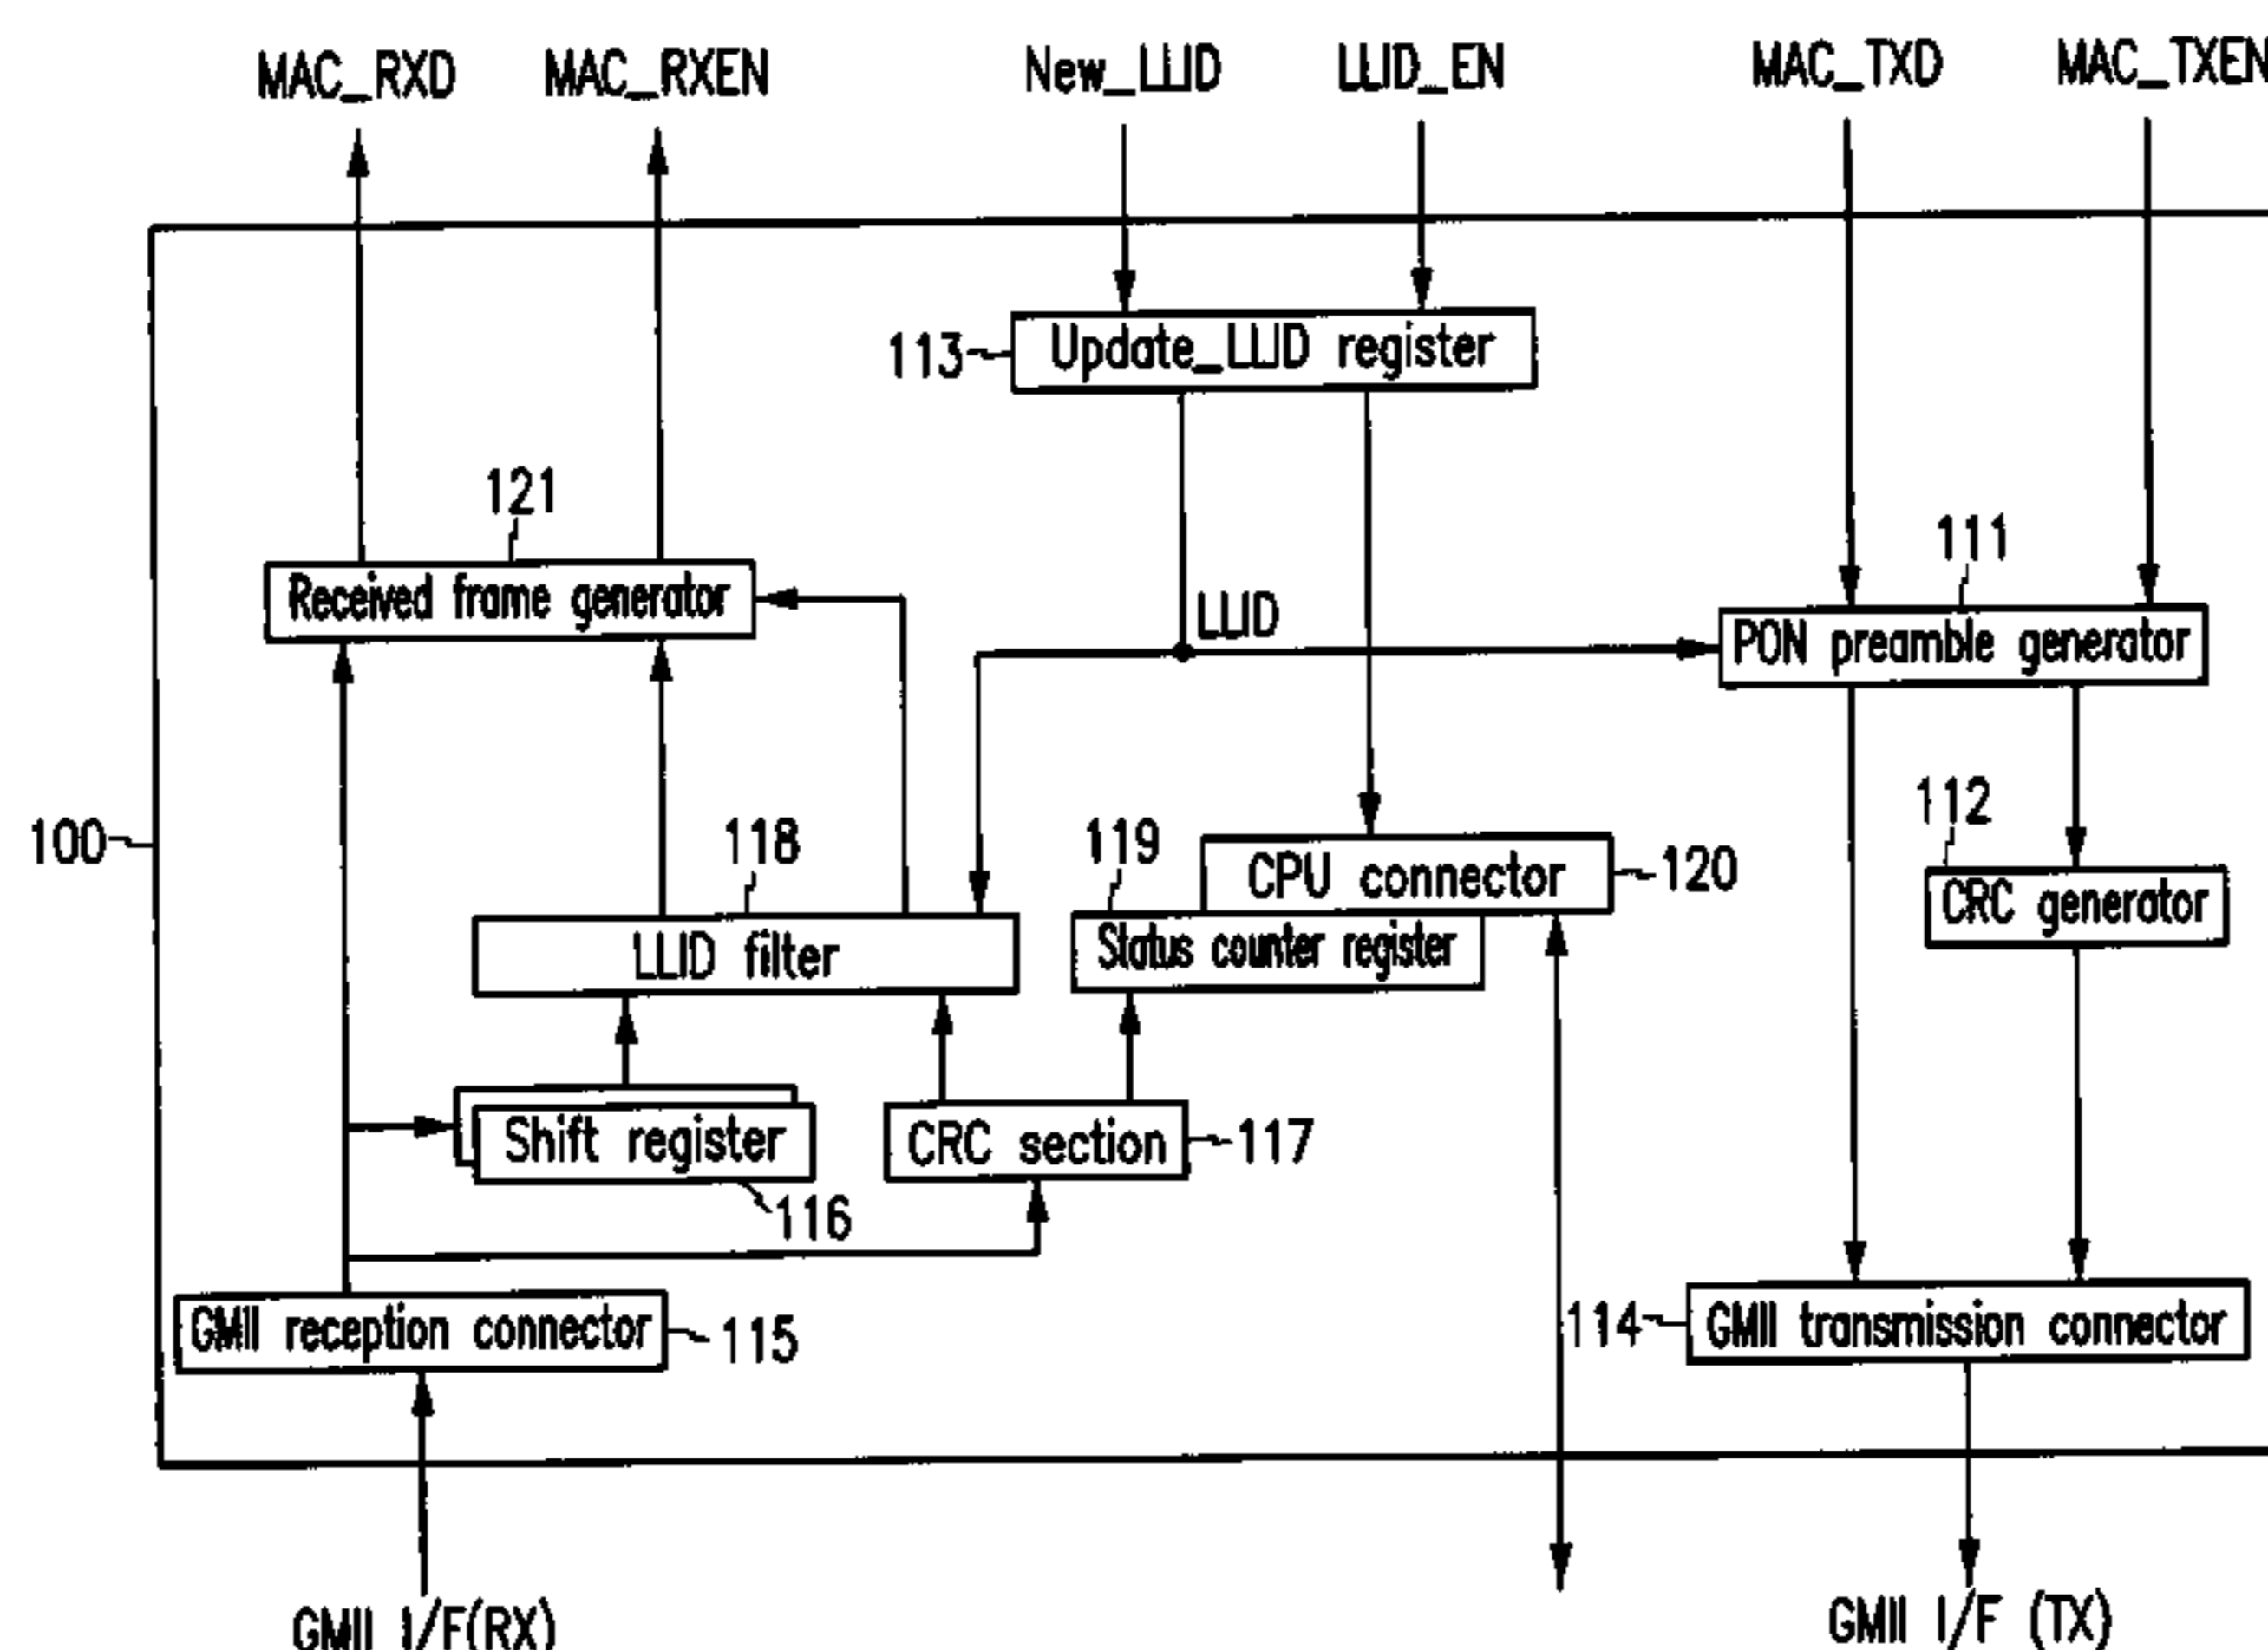 MAC_RXD MAC_RXEN New_LLID LLID_EN MAC_TXD MAC_TXEN
113 Update_LLID register
121
111
Received frame generator
LLID
PON preamble generator
100
118
119
CPU connector
120
112
CRC generator
LLID filter
Status counter register
Shift register
CRC section
117
116
GMII reception connector
115
114
GMII transmission connector
GMII I/F(RX)
GMII I/F (TX)